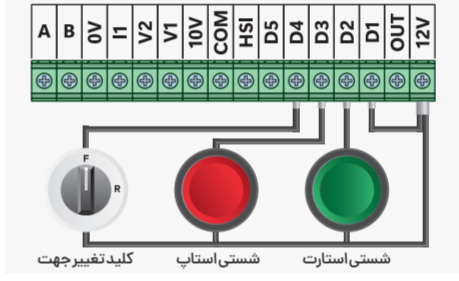 A B 0V I1 V2 V1 10V COM HSI D5 D4 D3 D2 D1 OUT 12V
F
R
کلید تغییر جهت شستی استاپ شستی استارت